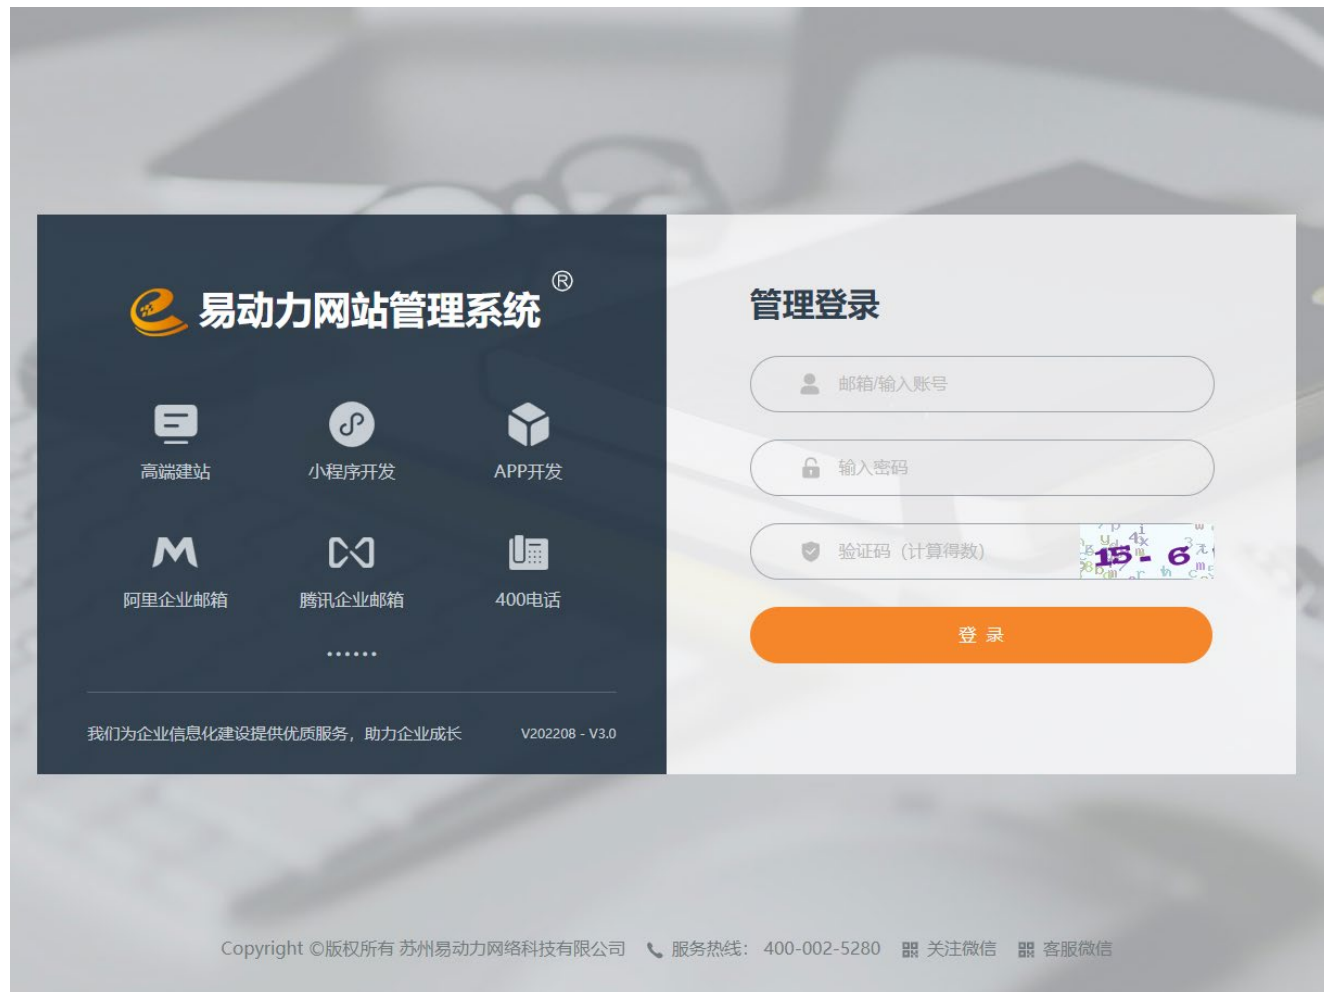 易动力网站管理系统®
高端建站
小程序开发
APP开发
阿里企业邮箱
腾讯企业邮箱
400电话
……
我们为企业信息化建设提供优质服务，助力企业成长
V202208 - V3.0
管理登录
邮箱/输入账号
输入密码
验证码（计算得数）
15 - 6
登 录
Copyright ©版权所有 苏州易动力网络科技有限公司 服务热线： 400-002-5280 关注微信 客服微信